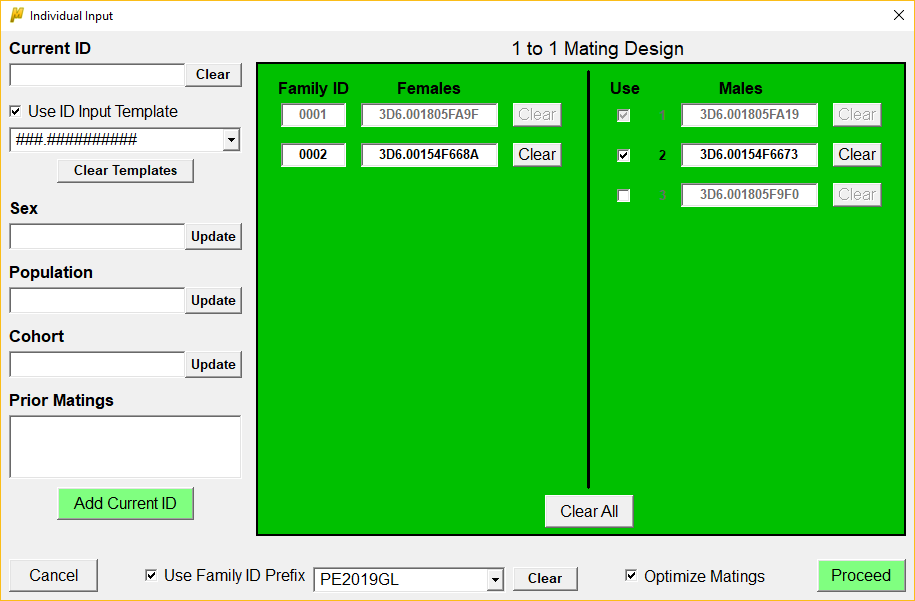 Individual Input
Current ID
Clear
Use ID Input Template
###.##########
Clear Templates
Sex
Update
Population
Update
Cohort
Update
Prior Matings
Add Current ID
1 to 1 Mating Design
Family ID Females Use Males
0001 3D6.001805FA9F Clear 1 3D6.001805FA19 Clear
0002 3D6.00154F668A Clear 2 3D6.00154F6673 Clear
3 3D6.001805F9F0 Clear
Clear All
Cancel Use Family ID Prefix PE2019GL Clear Optimize Matings Proceed